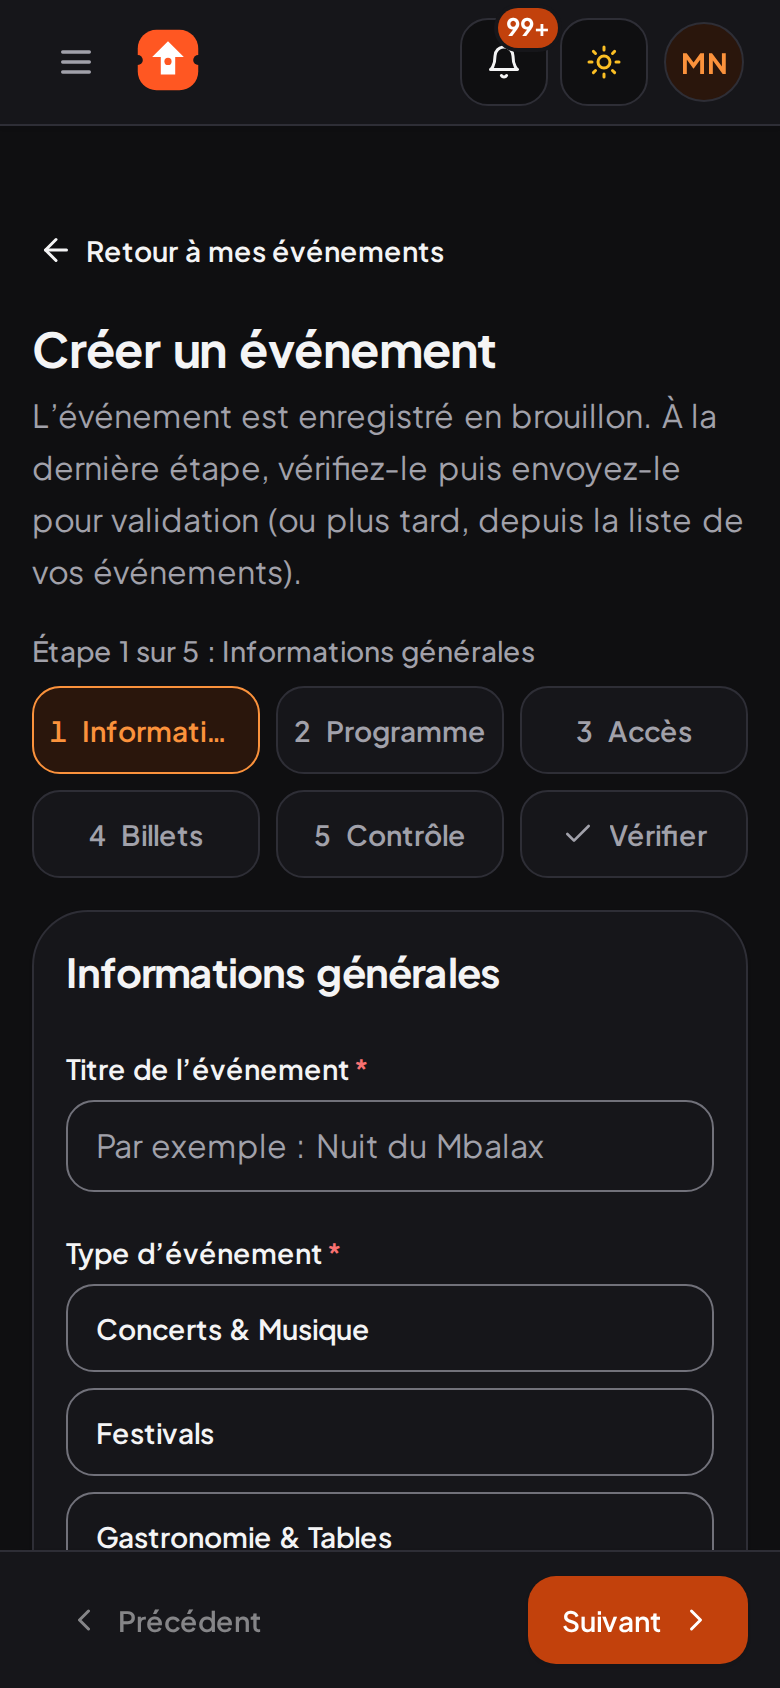 99+
MN
Retour à mes événements
Créer un événement
L’événement est enregistré en brouillon. À la
dernière étape, vérifiez-le puis envoyez-le
pour validation (ou plus tard, depuis la liste de
vos événements).
Étape 1 sur 5 : Informations générales
1 Informati...
2 Programme
3 Accès
4 Billets
5 Contrôle
Vérifier
Informations générales
Titre de l’événement *
Par exemple : Nuit du Mbalax
Type d’événement *
Concerts & Musique
Festivals
Gastronomie & Tables
Précédent
Suivant